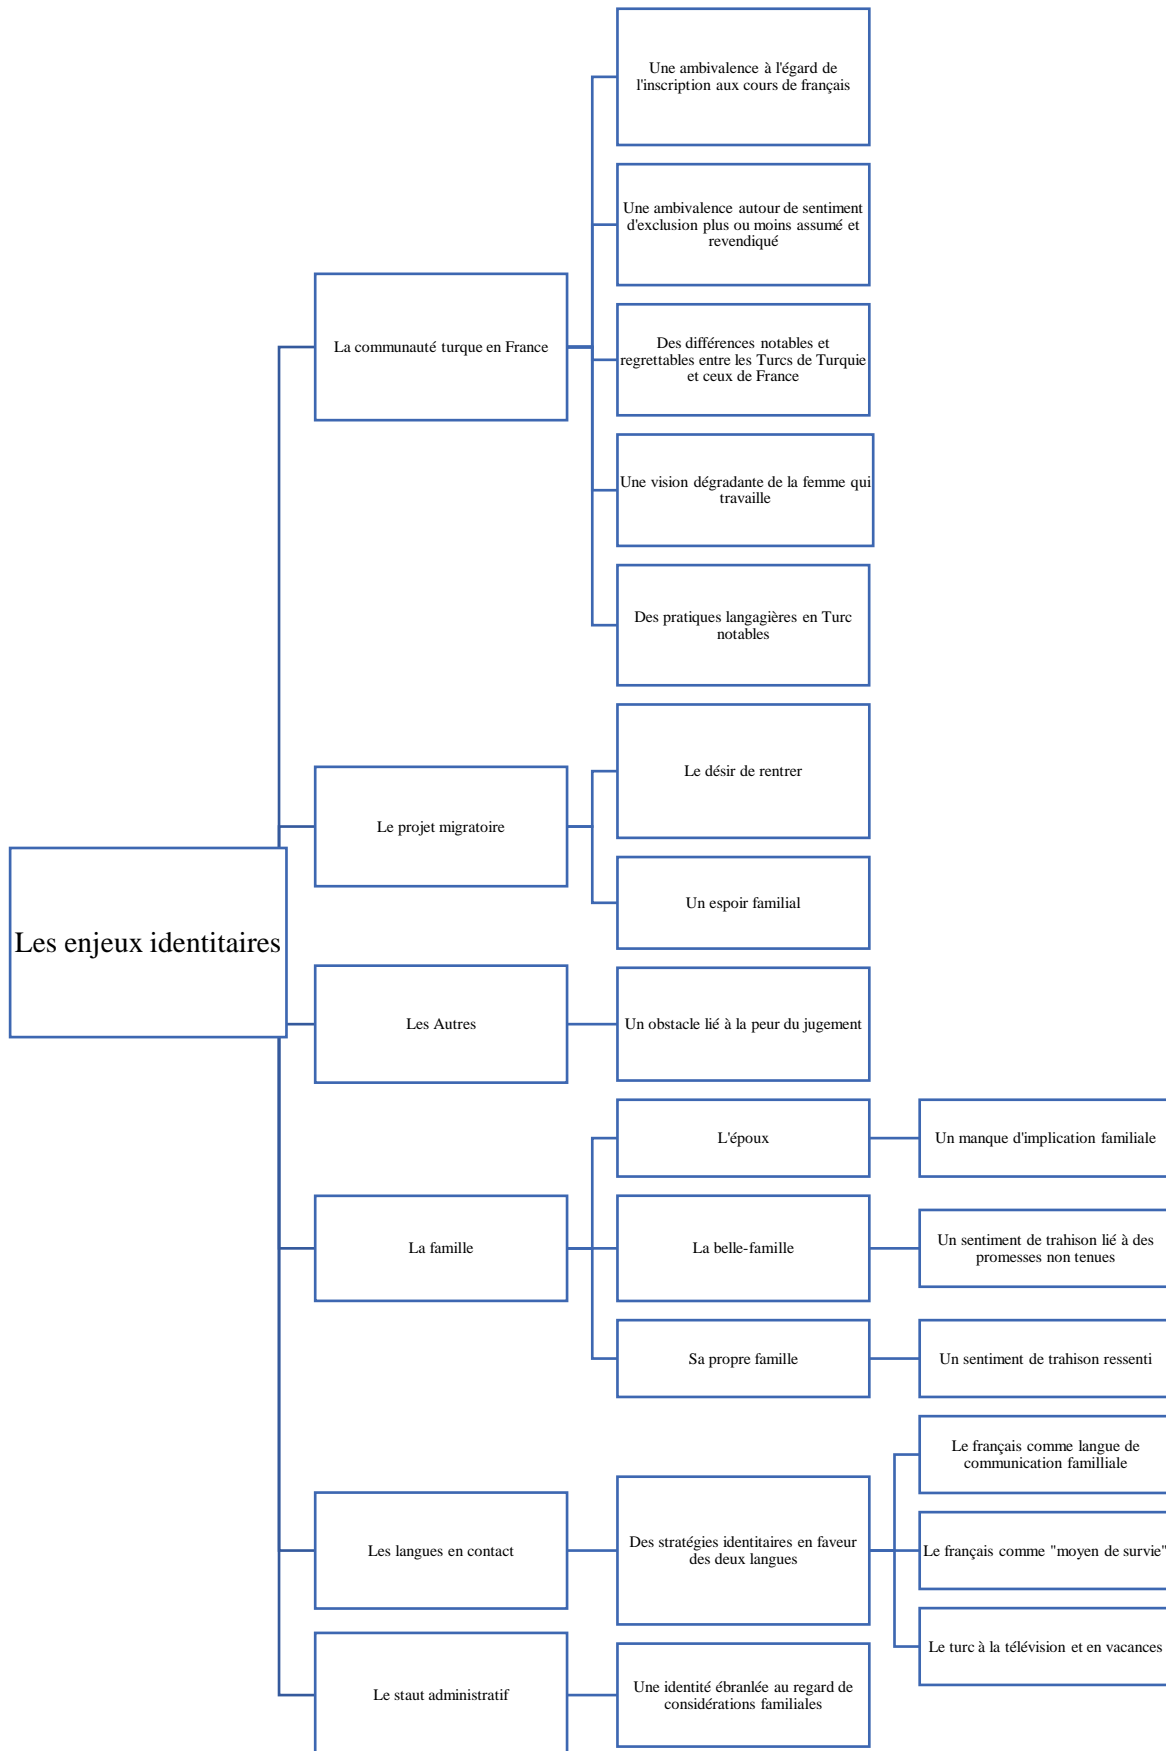 Les enjeux identitaires
La communauté turque en France
Une ambivalence à l'égard de
l'inscription aux cours de français
Une ambivalence autour de sentiment
d'exclusion plus ou moins assumé et
revendiqué
Des différences notables et
regrettables entre les Turcs de Turquie
et ceux de France
Une vision dégradante de la femme qui
travaille
Des pratiques langagières en Turc
notables
Le projet migratoire
Le désir de rentrer
Un espoir familial
Les Autres
Un obstacle lié à la peur du jugement
La famille
L'époux
Un manque d'implication familiale
La belle-famille
Un sentiment de trahison lié à des
promesses non tenues
Sa propre famille
Un sentiment de trahison ressenti
Les langues en contact
Des stratégies identitaires en faveur
des deux langues
Le français comme langue de
communication familliale
Le français comme "moyen de survie"
Le turc à la télévision et en vacances
Le staut administratif
Une identité ébranlée au regard de
considérations familiales